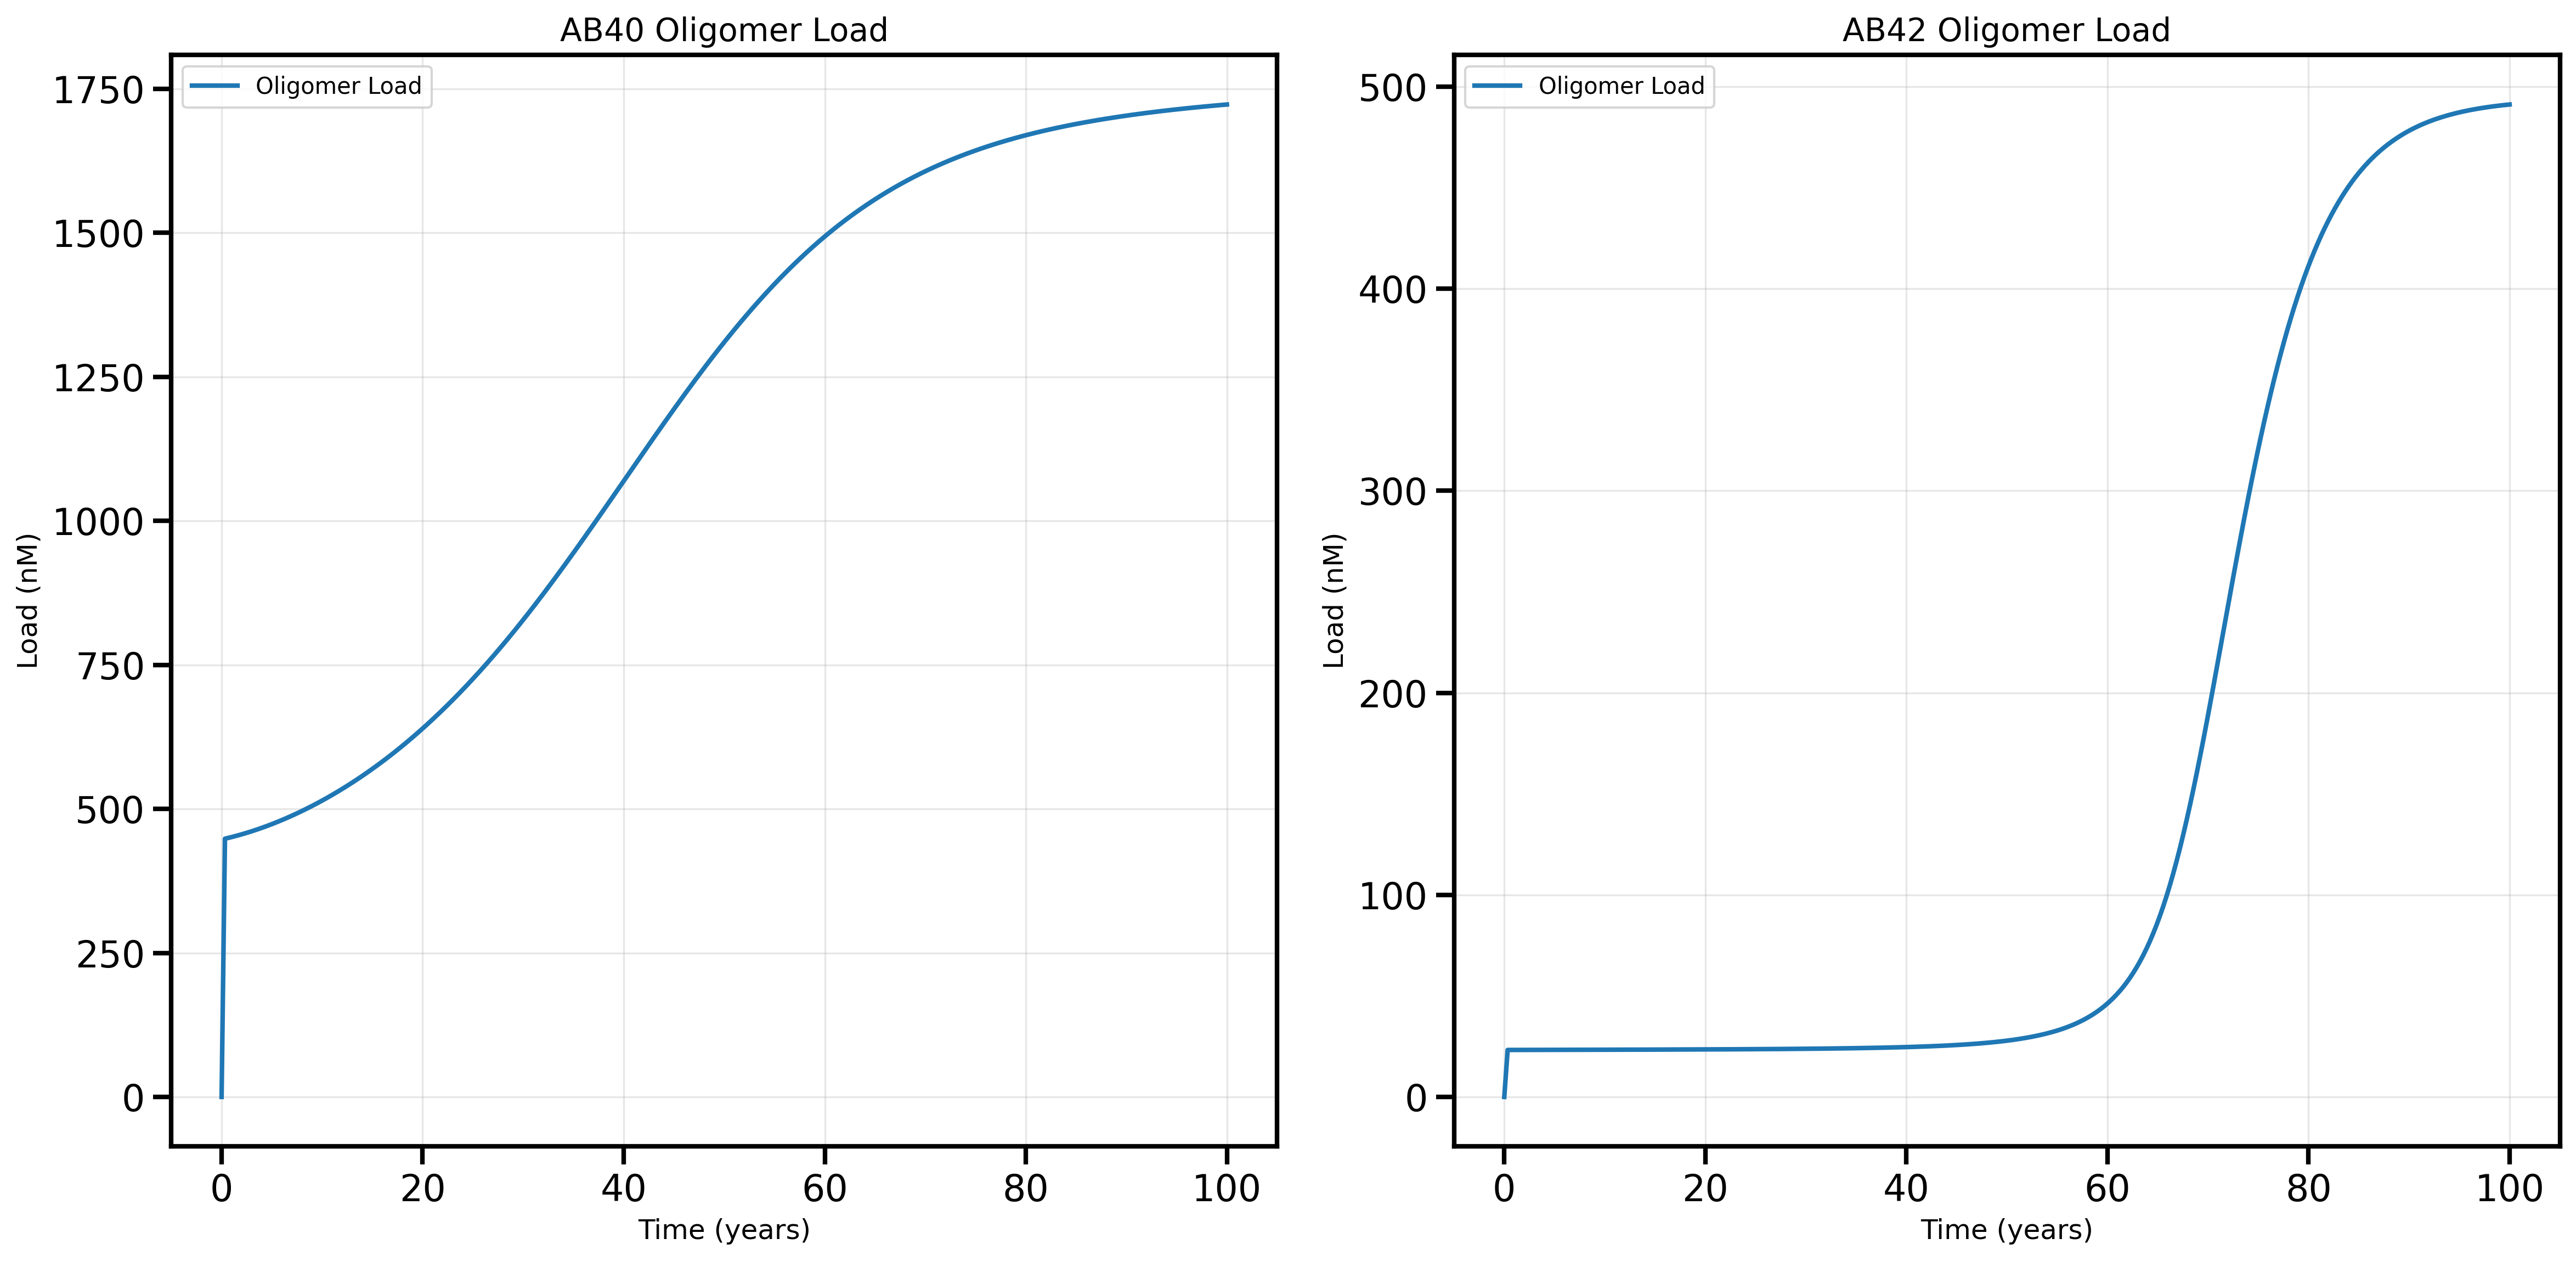 AB40 Oligomer Load
Oligomer Load
1750
1500
1250
1000
750
500
250
0
Load (nM)
0 20 40 60 80 100
Time (years)
AB42 Oligomer Load
Oligomer Load
500
400
300
200
100
0
Load (nM)
0 20 40 60 80 100
Time (years)